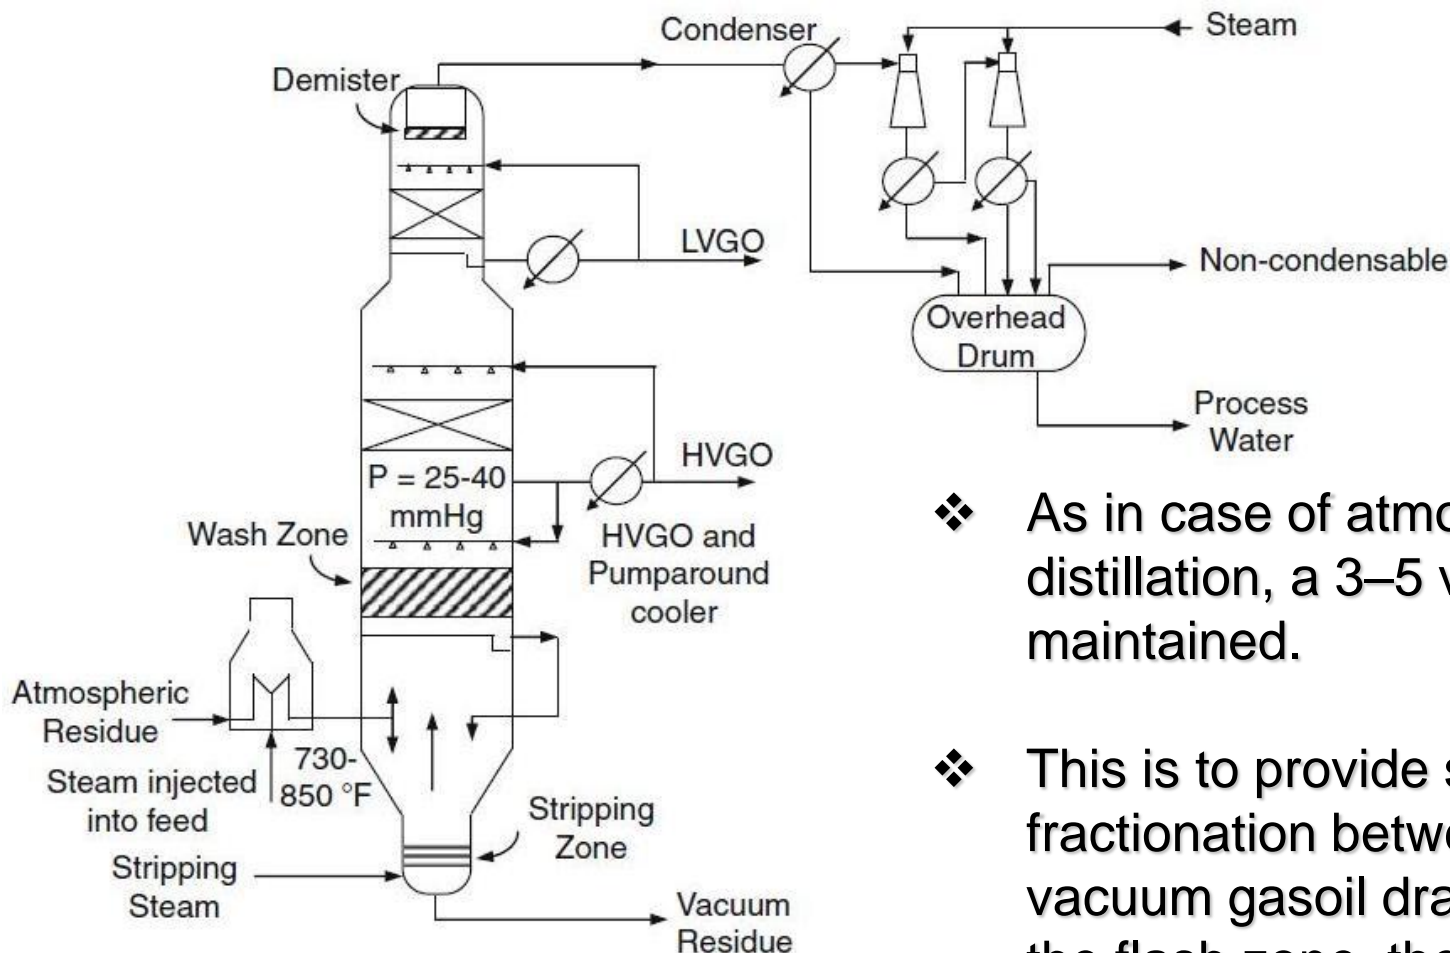 Condenser
Steam
Demister
LVGO
Non-condensable
Overhead
Drum
Process
Water
HVGO
P = 25-40
mmHg
Wash Zone
HVGO and
Pumparound
cooler
Atmospheric
Residue
730-
850 °F
Steam injected
into feed
Stripping
Zone
Stripping
Steam
Vacuum
Residue
❖ As in case of atmo
distillation, a 3–5 v
maintained.
❖ This is to provide s
fractionation betwe
vacuum gasoil dra